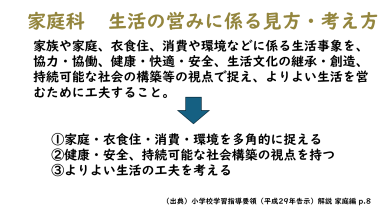 家庭科　生活の営みに係る見方・考え方
家族や家庭、衣食住、消費や環境などに係る生活事象を、
協力・協働、健康・快適・安全、生活文化の継承・創造、
持続可能な社会の構築等の視点で捉え、よりよい生活を営
むために工夫すること。
①家庭・衣食住・消費・環境を多角的に捉える
②健康・安全、持続可能な社会構築の視点を持つ
③よりよい生活の工夫を考える
（出典）小学校学習指導要領（平成29年告示）解説 家庭編 p.8